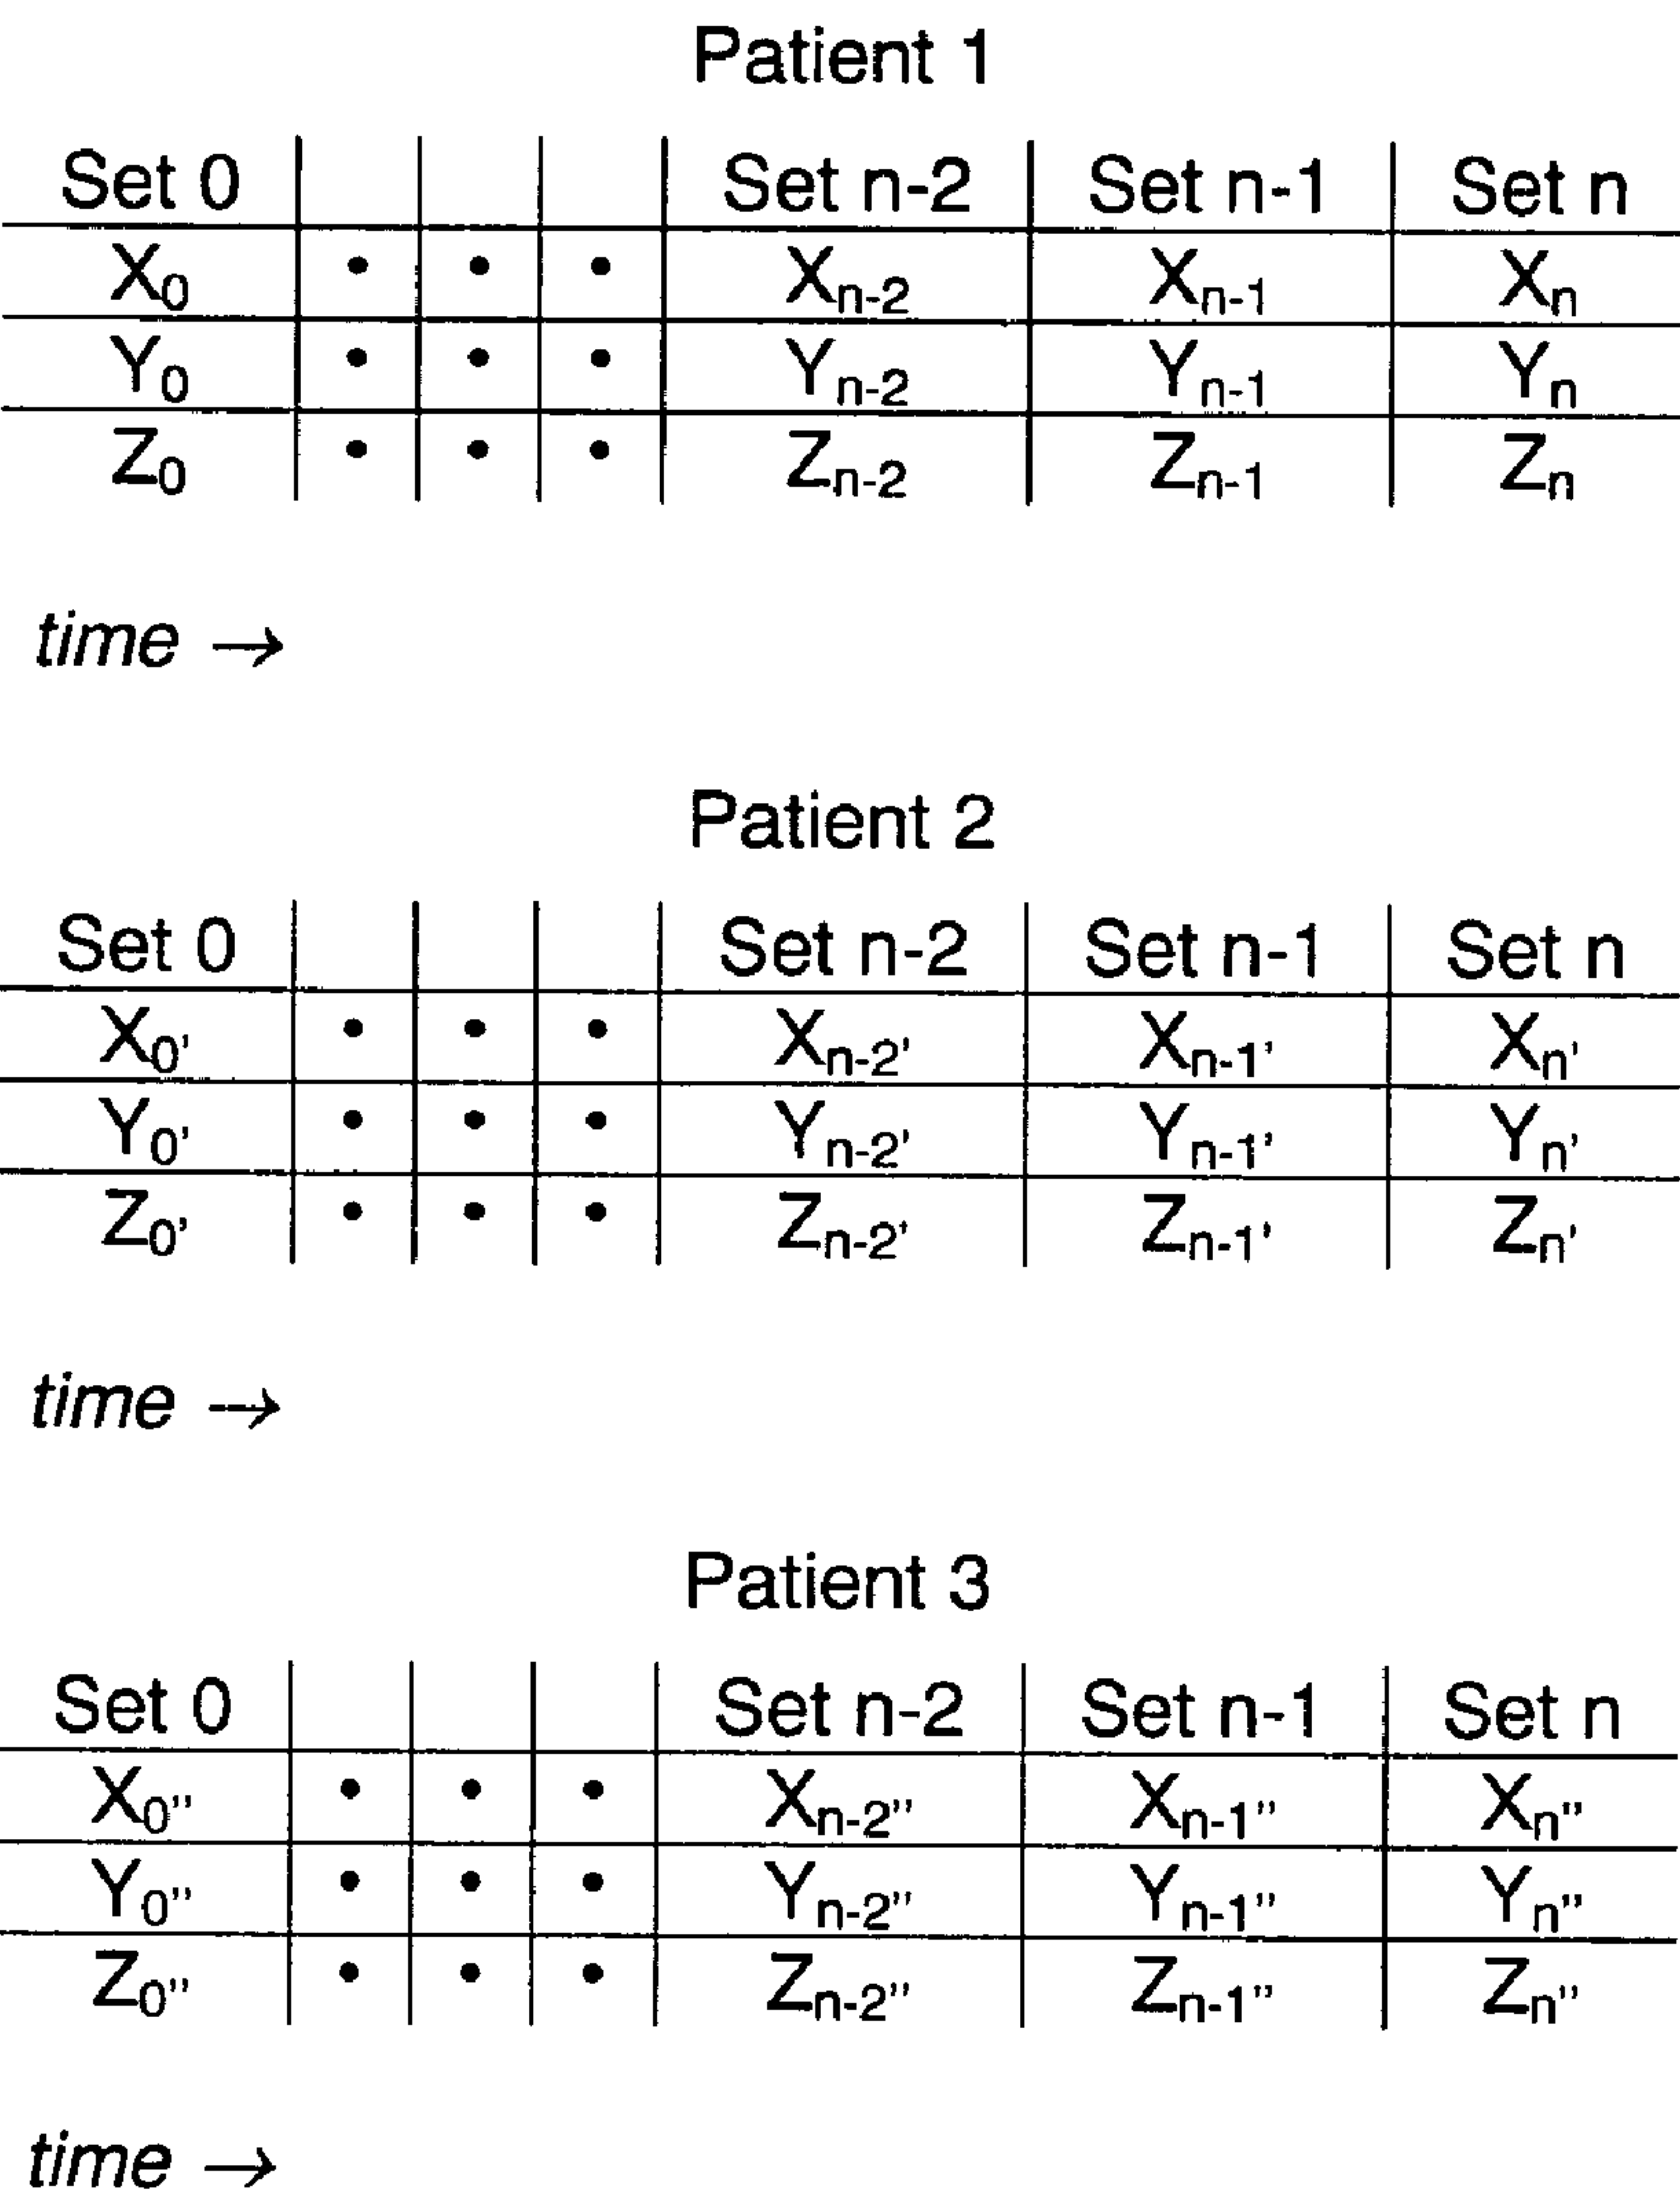 Patient 1
Set 0 Set n-2 Set n-1 Set n
X0 • • • Xn-2 Xn-1 Xn
Y0 • • • Yn-2 Yn-1 Yn
Z0 • • • Zn-2 Zn-1 Zn
time →
Patient 2
Set 0 Set n-2 Set n-1 Set n
X0' • • • Xn-2' Xn-1' Xn'
Y0' • • • Yn-2' Yn-1' Yn'
Z0' • • • Zn-2' Zn-1' Zn'
time →
Patient 3
Set 0 Set n-2 Set n-1 Set n
X0" • • • Xn-2" Xn-1" Xn"
Y0" • • • Yn-2" Yn-1" Yn"
Z0" • • • Zn-2" Zn-1" Zn"
time →